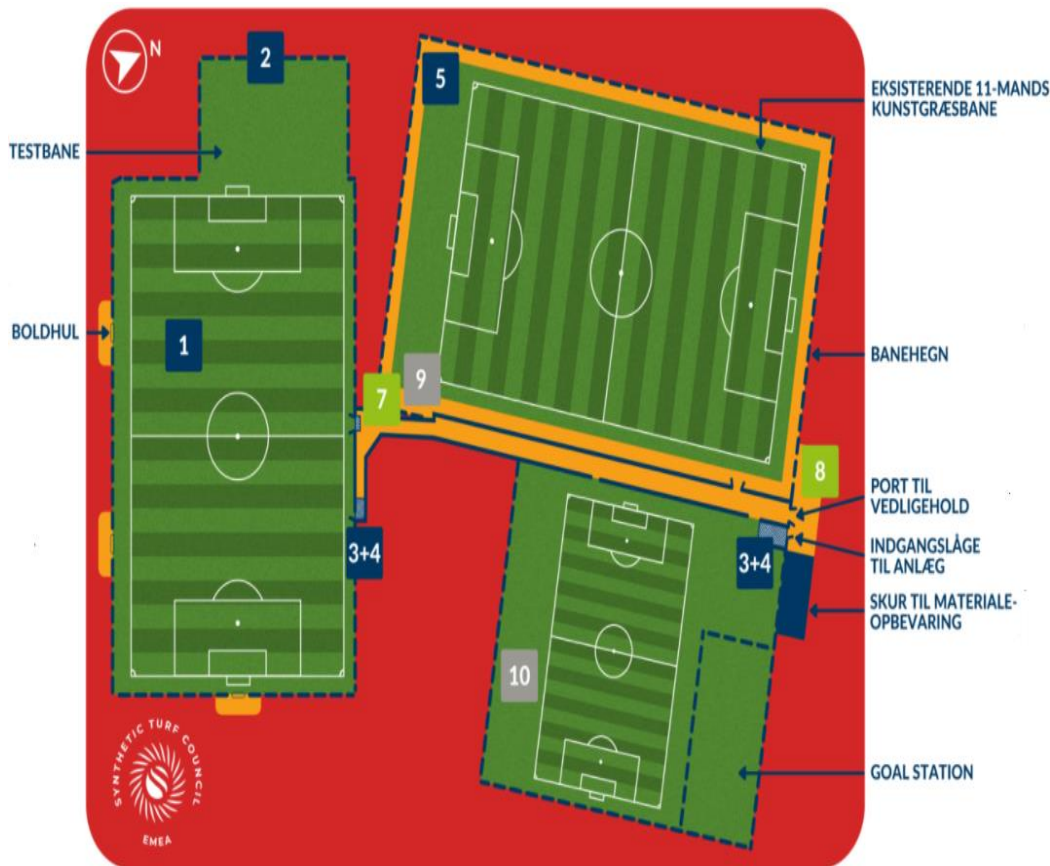 N
2
5
EKSISTERENDE 11-MANDS
KUNSTGRÆSBANE
TESTBANE
BOLDHUL
1
BANEHEGN
9
7
8
PORT TIL
VEDLIGEHOLD
3+4
3+4
INDGANGSLÅGE
TIL ANLÆG
SKUR TIL MATERIALE-
OPBEVARING
10
GOAL STATION
SYNTHETIC TURF COUNCIL
EMEA